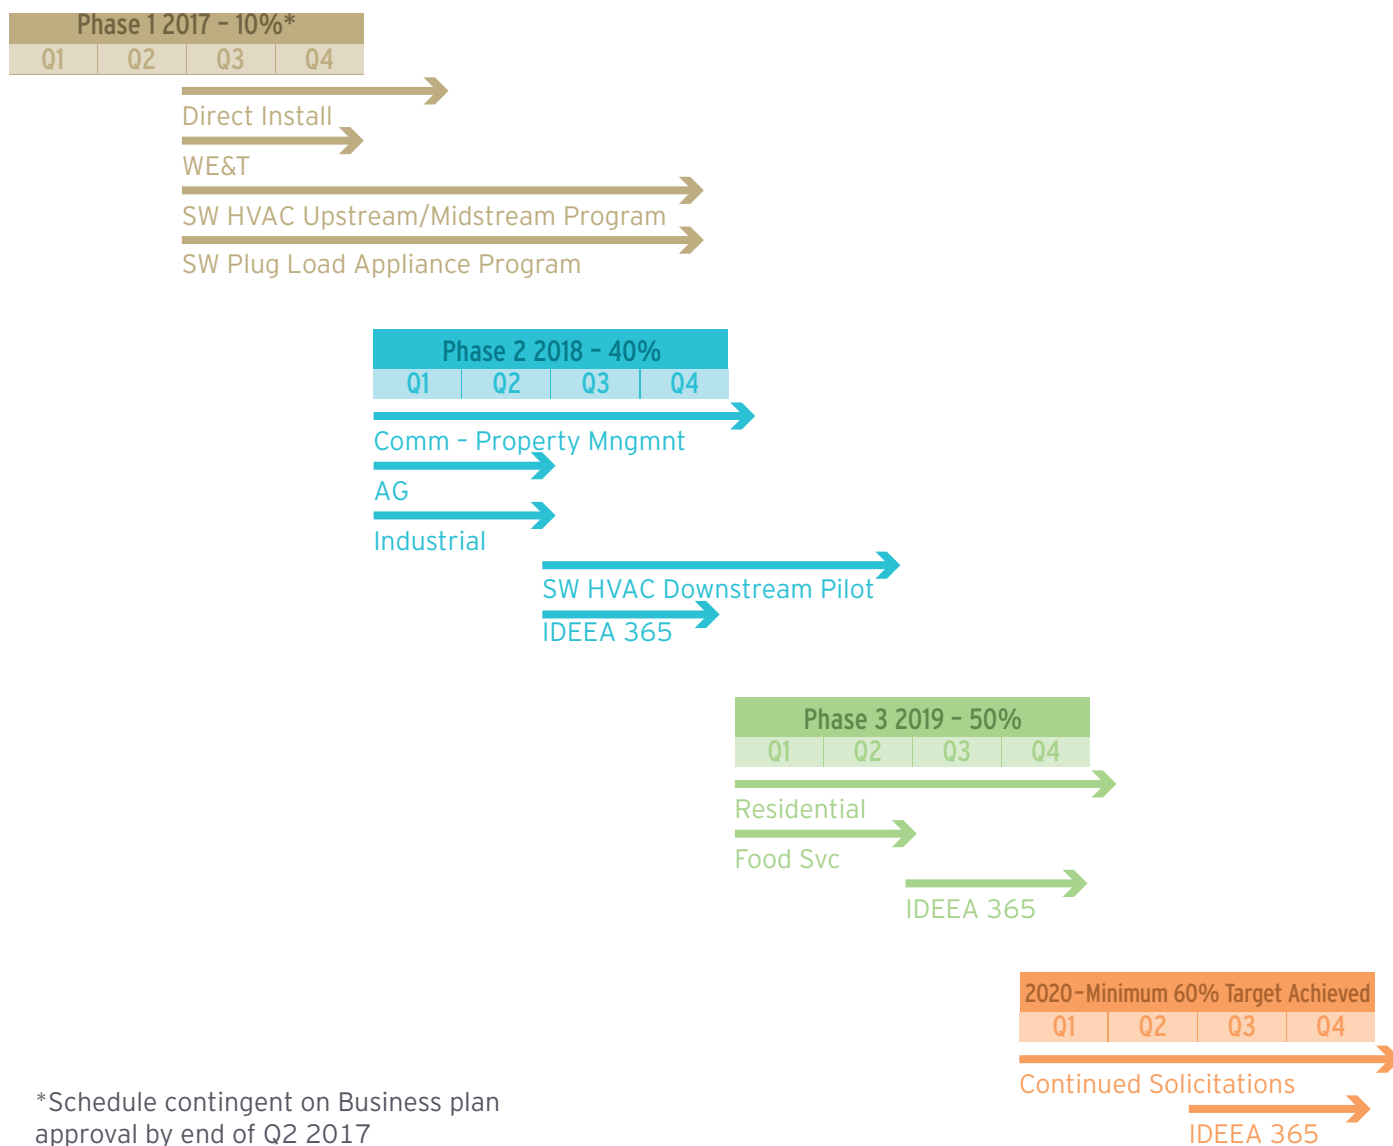 Phase 1 2017 – 10%*
Q1 Q2 Q3 Q4
Direct Install
WE&T
SW HVAC Upstream/Midstream Program
SW Plug Load Appliance Program
Phase 2 2018 – 40%
Q1 Q2 Q3 Q4
Comm – Property Mngmnt
AG
Industrial
SW HVAC Downstream Pilot
IDEEA 365
Phase 3 2019 – 50%
Q1 Q2 Q3 Q4
Residential
Food Svc
IDEEA 365
2020–Minimum 60% Target Achieved
Q1 Q2 Q3 Q4
Continued Solicitations
IDEEA 365
*Schedule contingent on Business plan
approval by end of Q2 2017